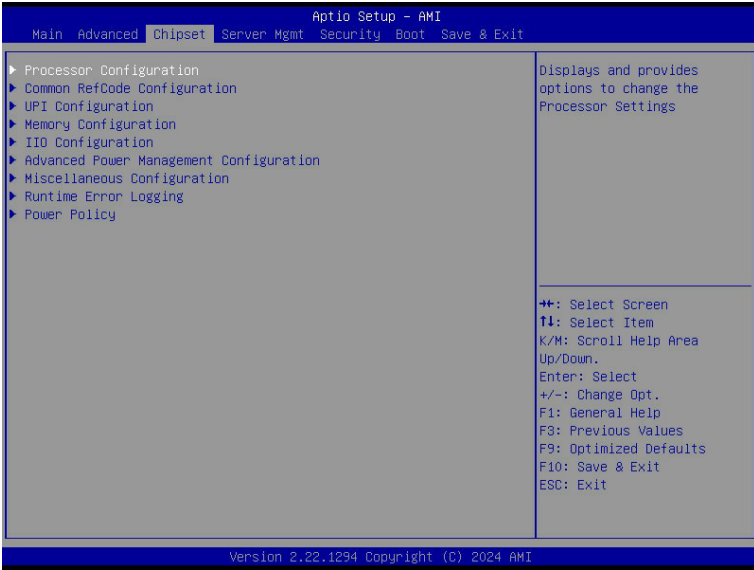 Aptio Setup – AMI
Main Advanced Chipset Server Mgmt Security Boot Save & Exit
▶ Processor Configuration
▶ Common RefCode Configuration
▶ UPI Configuration
▶ Memory Configuration
▶ IIO Configuration
▶ Advanced Power Management Configuration
▶ Miscellaneous Configuration
▶ Runtime Error Logging
▶ Power Policy
Displays and provides
options to change the
Processor Settings
→←: Select Screen
↑↓: Select Item
K/M: Scroll Help Area
Up/Down.
Enter: Select
+/-: Change Opt.
F1: General Help
F3: Previous Values
F9: Optimized Defaults
F10: Save & Exit
ESC: Exit
Version 2.22.1294 Copyright (C) 2024 AMI